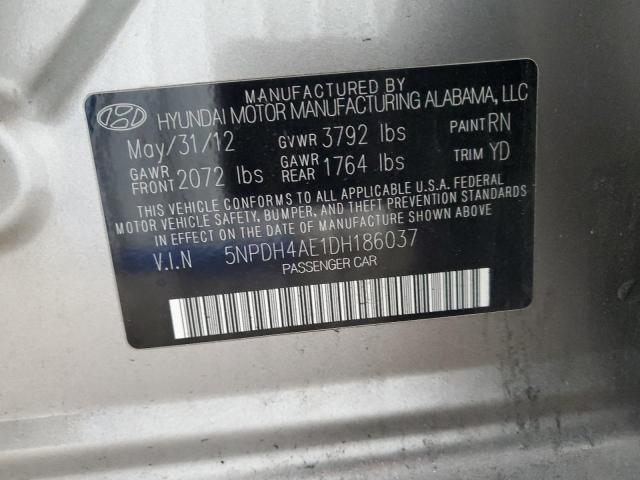 MANUFACTURED BY
HYUNDAI MOTOR MANUFACTURING ALABAMA, LLC
May/31/12 GVWR 3792 lbs PAINT RN
GAWR FRONT 2072 lbs GAWR REAR 1764 lbs TRIM YD
THIS VEHICLE CONFORMS TO ALL APPLICABLE U.S.A. FEDERAL
MOTOR VEHICLE SAFETY, BUMPER, AND THEFT PREVENTION STANDARDS
IN EFFECT ON THE DATE OF MANUFACTURE SHOWN ABOVE.
V.I.N 5NPDH4AE1DH186037
PASSENGER CAR